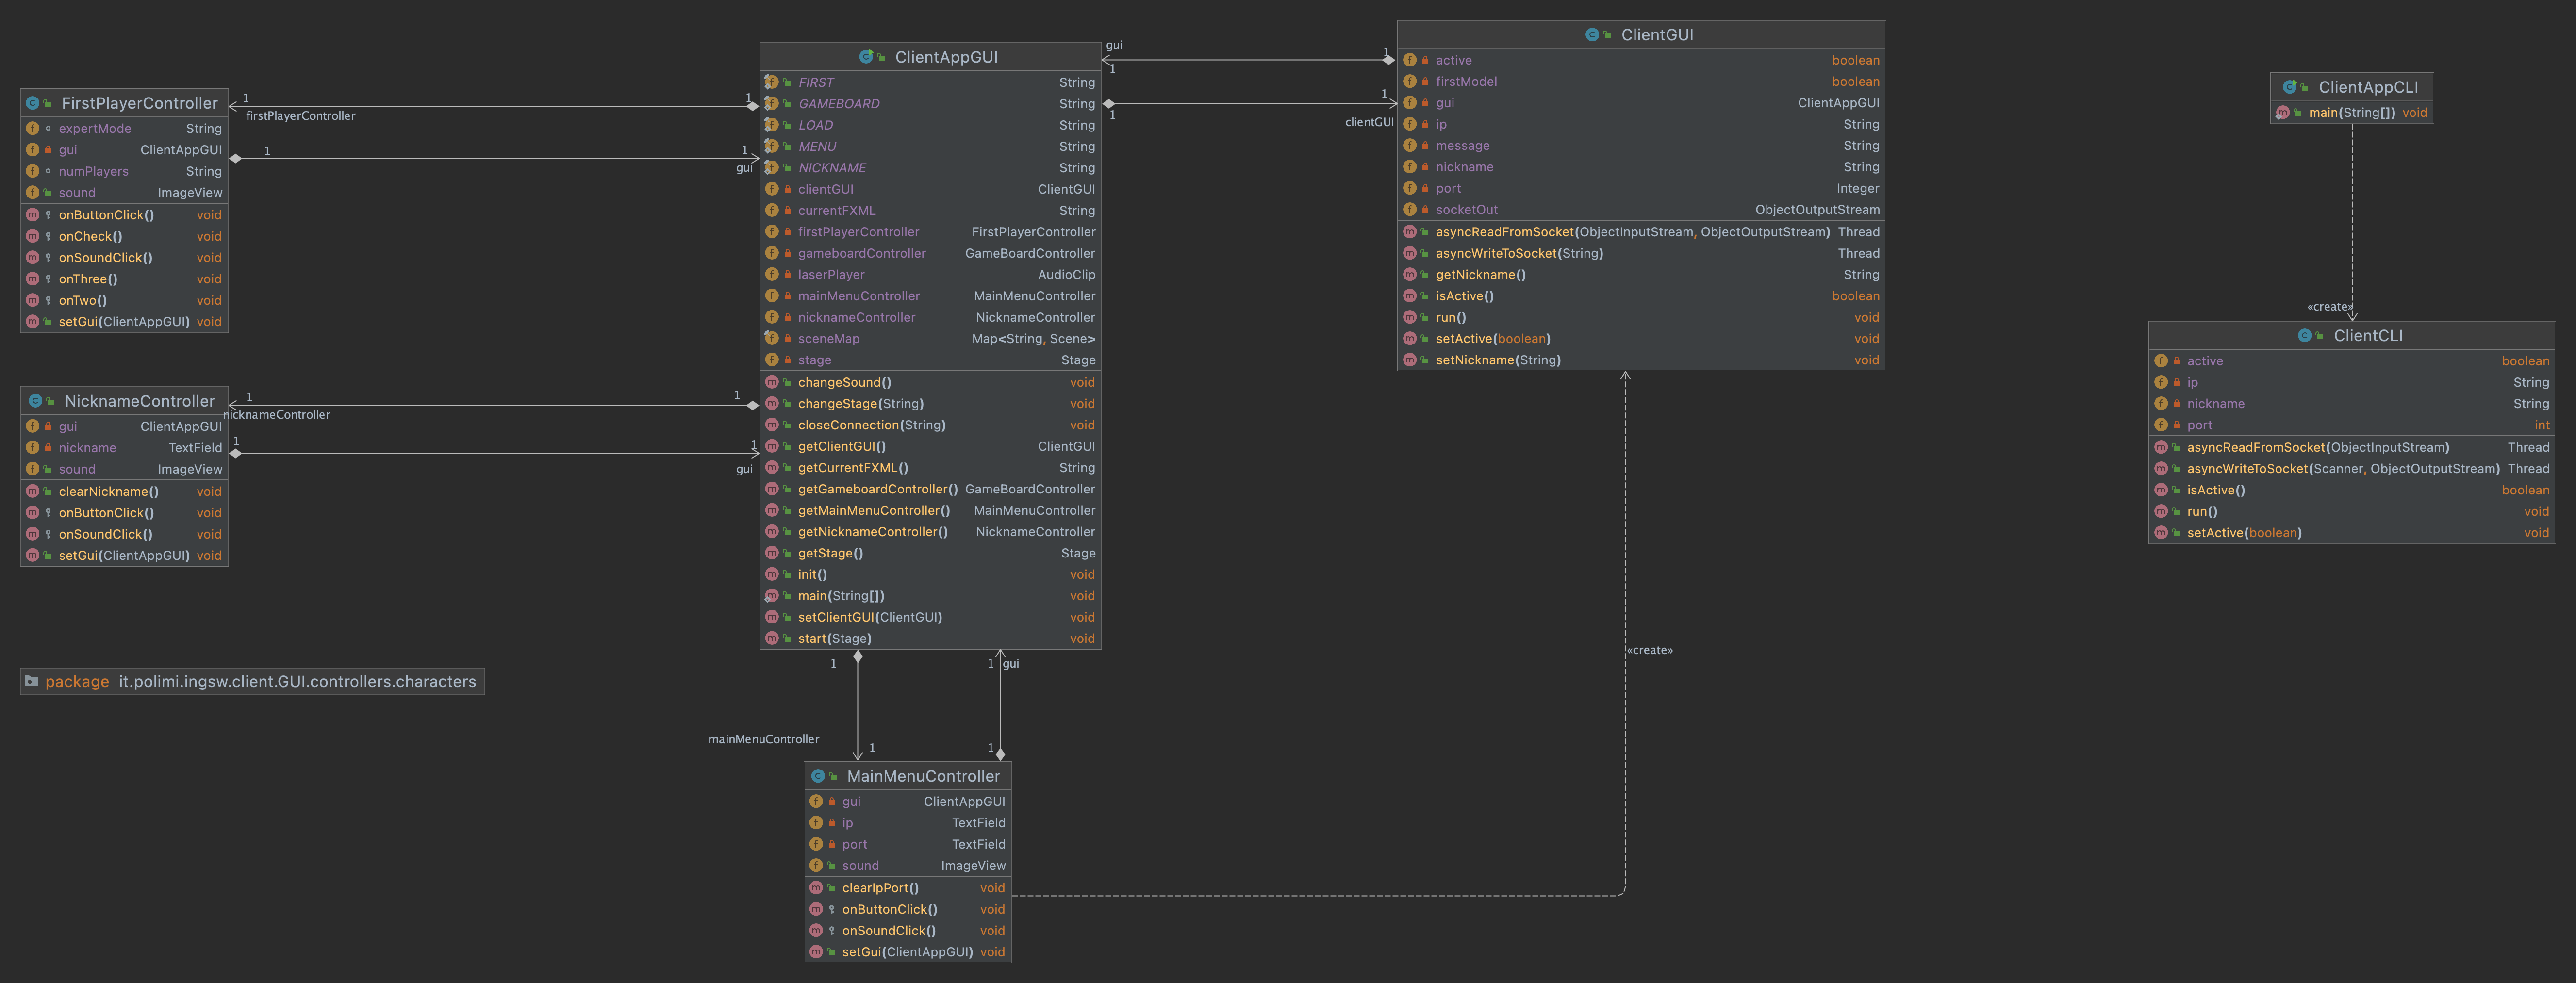 FirstPlayerController
expertMode String
gui ClientAppGUI
numPlayers String
sound ImageView
onButtonClick() void
onCheck() void
onSoundClick() void
onThree() void
onTwo() void
setGui(ClientAppGUI) void
1
firstPlayerController
1
1
1
gui
NicknameController
gui ClientAppGUI
nickname TextField
sound ImageView
clearNickname() void
onButtonClick() void
onSoundClick() void
setGui(ClientAppGUI) void
1
nicknameController
1
1
1
gui
package it.polimi.ingsw.client.GUI.controllers.characters
ClientAppGUI
FIRST String
GAMEBOARD String
LOAD String
MENU String
NICKNAME String
clientGUI ClientGUI
currentFXML String
firstPlayerController FirstPlayerController
gameboardController GameBoardController
laserPlayer AudioClip
mainMenuController MainMenuController
nicknameController NicknameController
sceneMap Map<String, Scene>
stage Stage
changeSound() void
changeStage(String) void
closeConnection(String) void
getClientGUI() ClientGUI
getCurrentFXML() String
getGameboardController() GameBoardController
getMainMenuController() MainMenuController
getNicknameController() NicknameController
getStage() Stage
init() void
main(String[]) void
setClientGUI(ClientGUI) void
start(Stage) void
gui
1
1
1
1
clientGUI
1
1 gui
mainMenuController
1
1
MainMenuController
gui ClientAppGUI
ip TextField
port TextField
sound ImageView
clearIpPort() void
onButtonClick() void
onSoundClick() void
setGui(ClientAppGUI) void
ClientGUI
active boolean
firstModel boolean
gui ClientAppGUI
ip String
message String
nickname String
port Integer
socketOut ObjectOutputStream
asyncReadFromSocket(ObjectInputStream, ObjectOutputStream) Thread
asyncWriteToSocket(String) Thread
getNickname() String
isActive() boolean
run() void
setActive(boolean) void
setNickname(String) void
«create»
ClientAppCLI
main(String[]) void
«create»
ClientCLI
active boolean
ip String
nickname String
port int
asyncReadFromSocket(ObjectInputStream) Thread
asyncWriteToSocket(Scanner, ObjectOutputStream) Thread
isActive() boolean
run() void
setActive(boolean) void